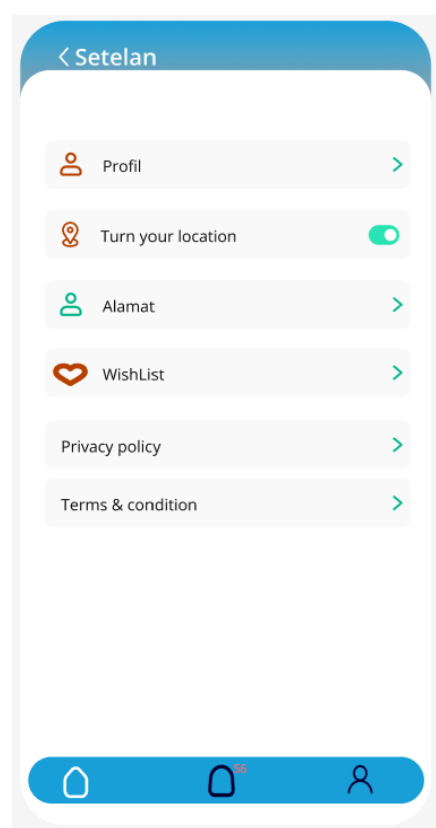 Setelan
Profil
Turn your location
Alamat
WishList
Privacy policy
Terms & condition
56